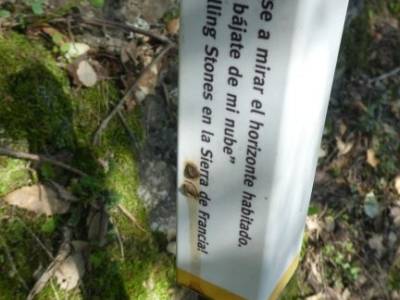 se a mirar el horizonte habitado.
bájate de mi nube"
lling Stones en la Sierra de Francia!